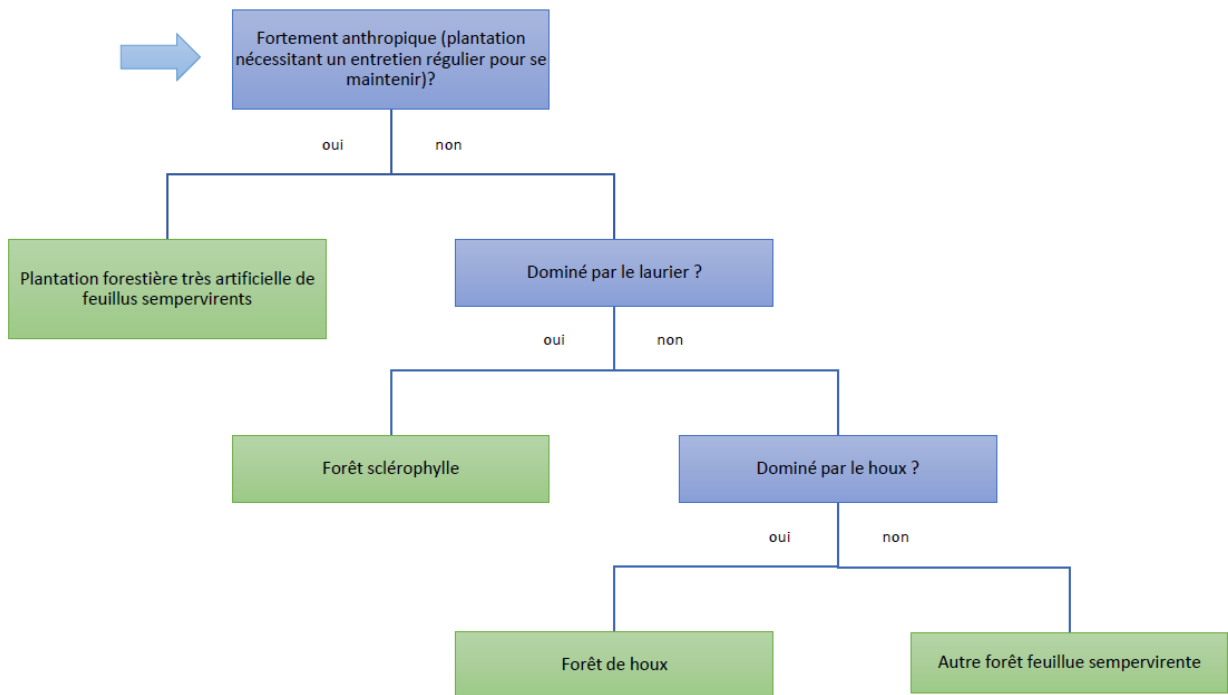 Fortement anthropique (plantation
nécessitant un entretien régulier pour se
maintenir)?
oui
non
Plantation forestière très artificielle de
feuillus sempervirents
Dominé par le laurier ?
oui
non
Forêt sclérophylle
Dominé par le houx ?
oui
non
Forêt de houx
Autre forêt feuillue sempervirente